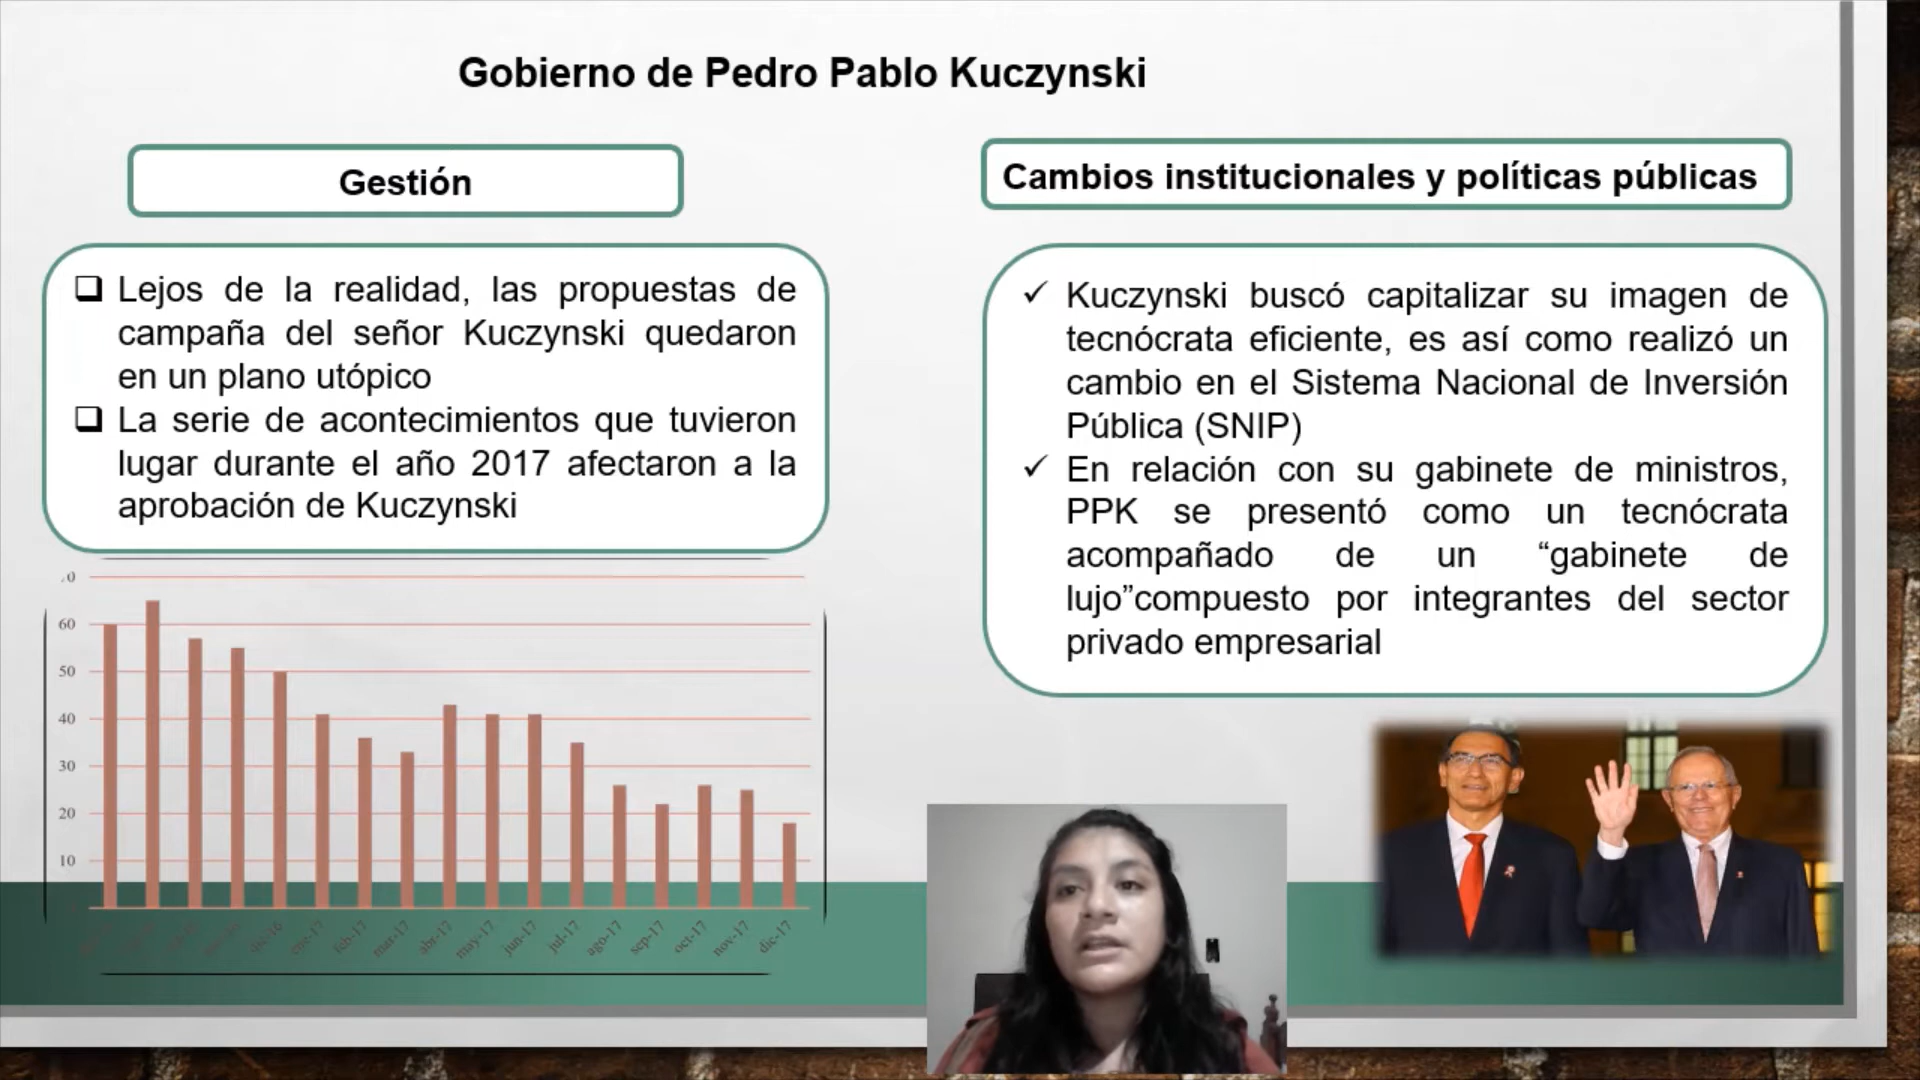 Gobierno de Pedro Pablo Kuczynski
Gestión
Lejos de la realidad, las propuestas de
campaña del señor Kuczynski quedaron
en un plano utópico
La serie de acontecimientos que tuvieron
lugar durante el año 2017 afectaron a la
aprobación de Kuczynski
Cambios institucionales y políticas públicas
Kuczynski buscó capitalizar su imagen de
tecnócrata eficiente, es así como realizó un
cambio en el Sistema Nacional de Inversión
Pública (SNIP)
En relación con su gabinete de ministros,
PPK se presentó como un tecnócrata
acompañado de un “gabinete de
lujo”compuesto por integrantes del sector
privado empresarial
60
50
40
30
20
10
dic-16
ene-17
feb-17
mar-17
abr-17
may-17
jun-17
jul-17
ago-17
sep-17
oct-17
nov-17
dic-17